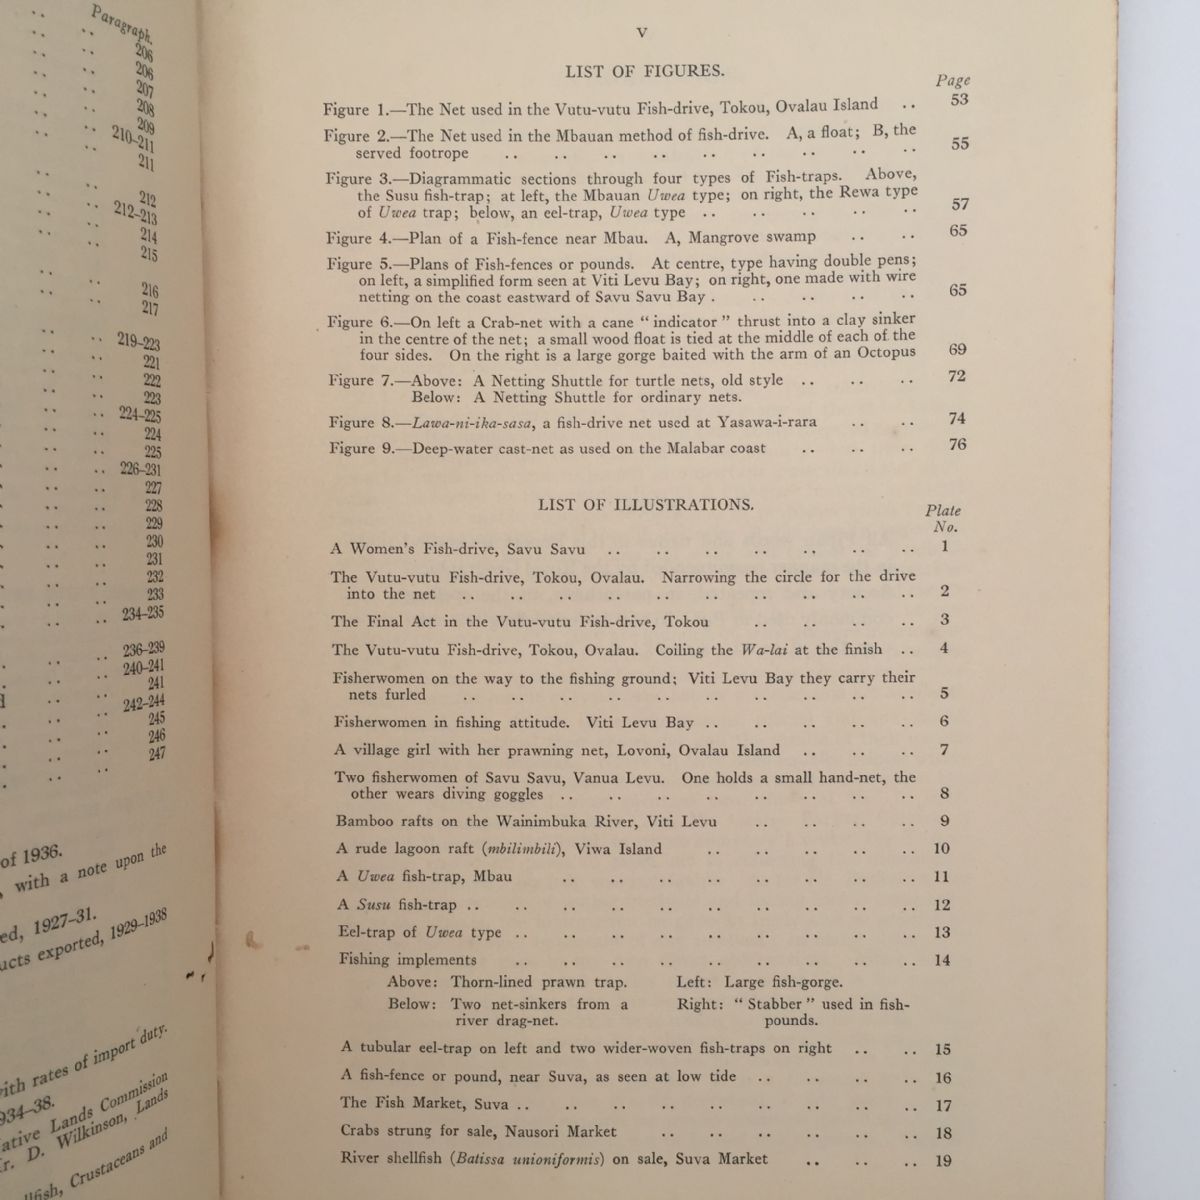 Paragraph.
206
206
207
208
209
210–211
211
212
212–213
214
215
216
217
219–223
221
222
223
224–225
224
225
226–231
227
228
229
230
231
232
233
234–235
236–239
240–241
241
242–244
245
246
247
of 1936.
, with a note upon the
1927–31.
exported, 1929–1938
rates of import duty.
Lands Commission
D. Wilkinson, Lands
Crustaceans and
V
LIST OF FIGURES.
Page
Figure 1.—The Net used in the Vutu-vutu Fish-drive, Tokou, Ovalau Island .. 53
Figure 2.—The Net used in the Mbauan method of fish-drive. A, a float; B, the
served footrope .. .. .. .. .. .. .. .. .. 55
Figure 3.—Diagrammatic sections through four types of Fish-traps. Above,
the Susu fish-trap; at left, the Mbauan Uwea type; on right, the Rewa type
of Uwea trap; below, an eel-trap, Uwea type .. .. .. .. .. 57
Figure 4.—Plan of a Fish-fence near Mbau. A, Mangrove swamp .. .. 65
Figure 5.—Plans of Fish-fences or pounds. At centre, type having double pens;
on left, a simplified form seen at Viti Levu Bay; on right, one made with wire
netting on the coast eastward of Savu Savu Bay . .. .. .. .. 65
Figure 6.—On left a Crab-net with a cane "indicator" thrust into a clay sinker
in the centre of the net; a small wood float is tied at the middle of each of the
four sides. On the right is a large gorge baited with the arm of an Octopus 69
Figure 7.—Above: A Netting Shuttle for turtle nets, old style .. .. .. 72
Below: A Netting Shuttle for ordinary nets.
Figure 8.—Lawa-ni-ika-sasa, a fish-drive net used at Yasawa-i-rara .. .. 74
Figure 9.—Deep-water cast-net as used on the Malabar coast .. .. .. 76
LIST OF ILLUSTRATIONS.
Plate
No.
A Women's Fish-drive, Savu Savu .. .. .. .. .. .. .. 1
The Vutu-vutu Fish-drive, Tokou, Ovalau. Narrowing the circle for the drive
into the net .. .. .. .. .. .. .. .. .. .. 2
The Final Act in the Vutu-vutu Fish-drive, Tokou .. .. .. .. 3
The Vutu-vutu Fish-drive, Tokou, Ovalau. Coiling the Wa-lai at the finish .. 4
Fisherwomen on the way to the fishing ground; Viti Levu Bay they carry their
nets furled .. .. .. .. .. .. .. .. .. .. 5
Fisherwomen in fishing attitude. Viti Levu Bay .. .. .. .. .. 6
A village girl with her prawning net, Lovoni, Ovalau Island .. .. .. 7
Two fisherwomen of Savu Savu, Vanua Levu. One holds a small hand-net, the
other wears diving goggles .. .. .. .. .. .. .. .. 8
Bamboo rafts on the Wainimbuka River, Viti Levu .. .. .. .. 9
A rude lagoon raft (mbilimbili), Viwa Island .. .. .. .. .. 10
A Uwea fish-trap, Mbau .. .. .. .. .. .. .. .. 11
A Susu fish-trap .. .. .. .. .. .. .. .. .. .. 12
Eel-trap of Uwea type .. .. .. .. .. .. .. .. .. 13
Fishing implements .. .. .. .. .. .. .. .. .. 14
Above: Thorn-lined prawn trap. Left: Large fish-gorge.
Below: Two net-sinkers from a Right: "Stabber" used in fish-
river drag-net. pounds.
A tubular eel-trap on left and two wider-woven fish-traps on right .. .. 15
A fish-fence or pound, near Suva, as seen at low tide .. .. .. .. 16
The Fish Market, Suva .. .. .. .. .. .. .. .. .. 17
Crabs strung for sale, Nausori Market .. .. .. .. .. .. 18
River shellfish (Batissa unioniformis) on sale, Suva Market .. .. .. 19